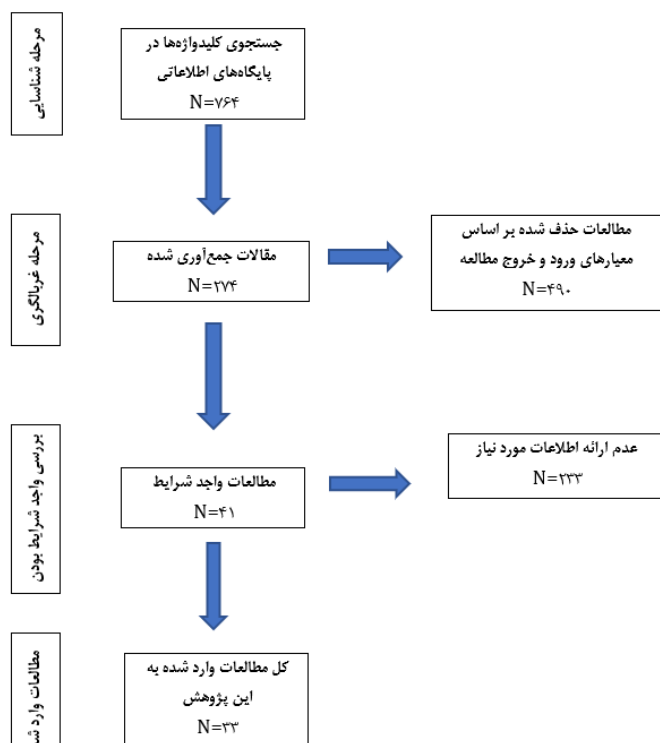 مرحله شناسایی
جستجوی کلیدواژه‌ها در
پایگاه‌های اطلاعاتی
N=۷۶۴
مرحله غربالگری
مقالات جمع‌آوری شده
N=۲۷۴
مطالعات حذف شده بر اساس
معیارهای ورود و خروج مطالعه
N=۴۹۰
بررسی واجد شرایط بودن
مطالعات واجد شرایط
N=۴۱
عدم ارائه اطلاعات مورد نیاز
N=۲۳۳
مطالعات وارد
کل مطالعات وارد شده به
این پژوهش
N=۳۳